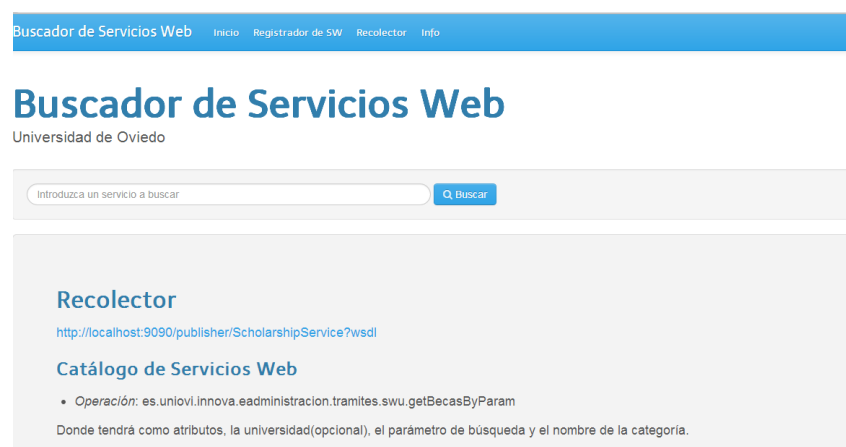 Buscador de Servicios Web Inicio Registrador de SW Recolector Info
Buscador de Servicios Web
Universidad de Oviedo
Introduzca un servicio a buscar Buscar
Recolector
http://localhost:9090/publisher/ScholarshipService?wsdl
Catálogo de Servicios Web
• Operación: es.uniovi.innova.eadministracion.tramites.swu.getBecasByParam
Donde tendrá como atributos, la universidad(opcional), el parámetro de búsqueda y el nombre de la categoría.